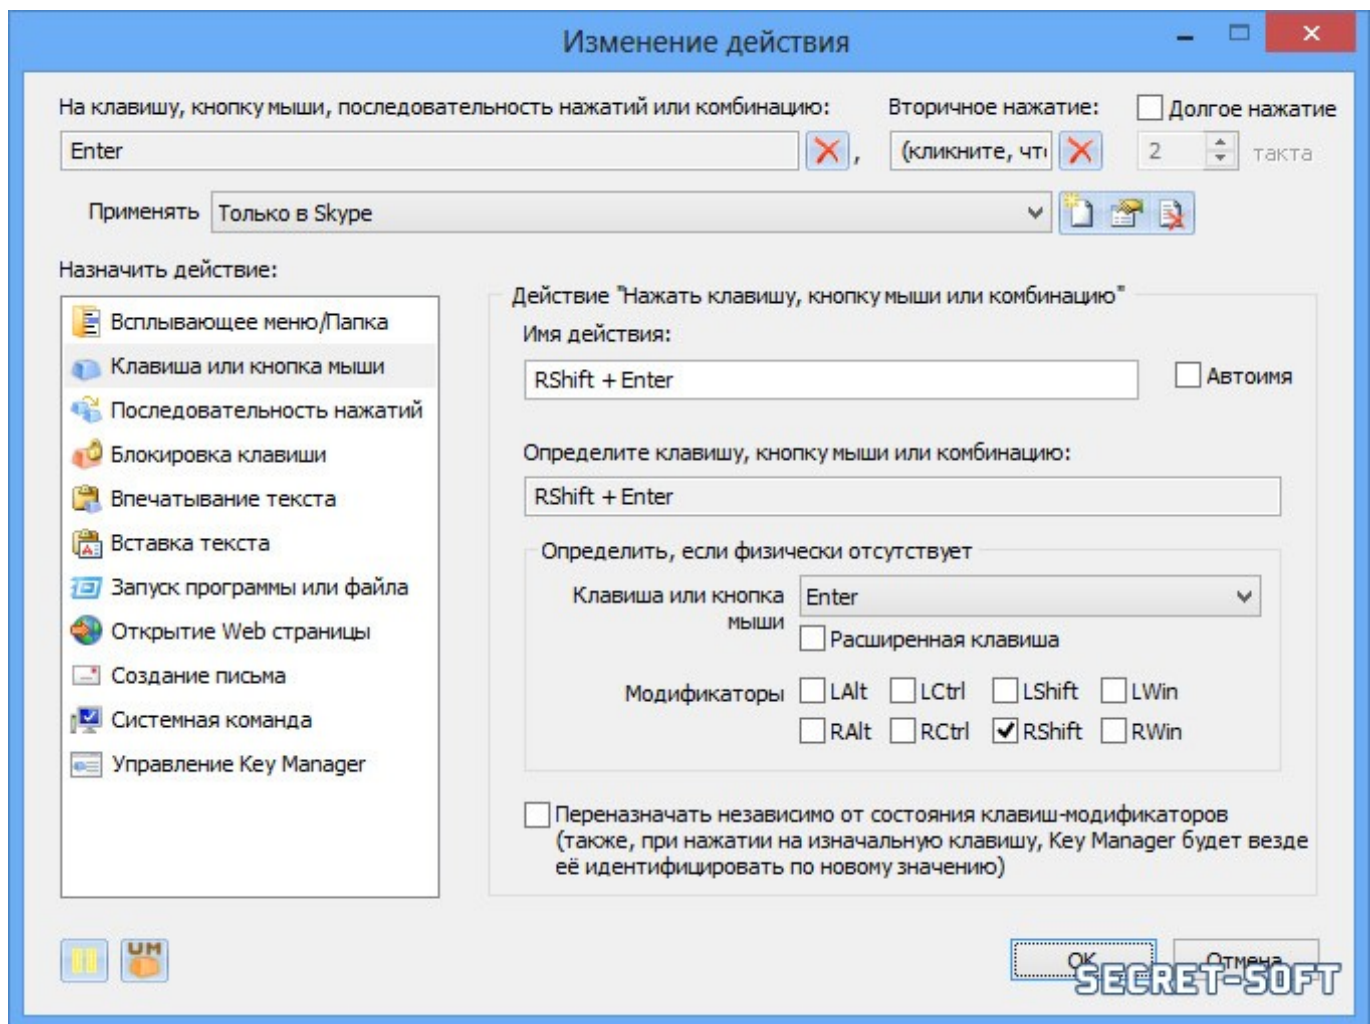 Изменение действия
На клавишу, кнопку мыши, последовательность нажатий или комбинацию:
Вторичное нажатие:
Долгое нажатие
Enter
,
(кликните, что
2
такта
Применять
Только в Skype
Назначить действие:
Всплывающее меню/Папка
Клавиша или кнопка мыши
Последовательность нажатий
Блокировка клавиши
Впечатывание текста
Вставка текста
Запуск программы или файла
Открытие Web страницы
Создание письма
Системная команда
Управление Key Manager
Действие "Нажать клавишу, кнопку мыши или комбинацию"
Имя действия:
RShift + Enter
Автоимя
Определите клавишу, кнопку мыши или комбинацию:
RShift + Enter
Определить, если физически отсутствует
Клавиша или кнопка
мыши
Enter
Расширенная клавиша
Модификаторы
LAlt LCtrl LShift LWin
RAlt RCtrl RShift RWin
Переназначать независимо от состояния клавиш-модификаторов
(также, при нажатии на изначальную клавишу, Key Manager будет везде
её идентифицировать по новому значению)
UM
OK
Отмена
SECRET-SOFT